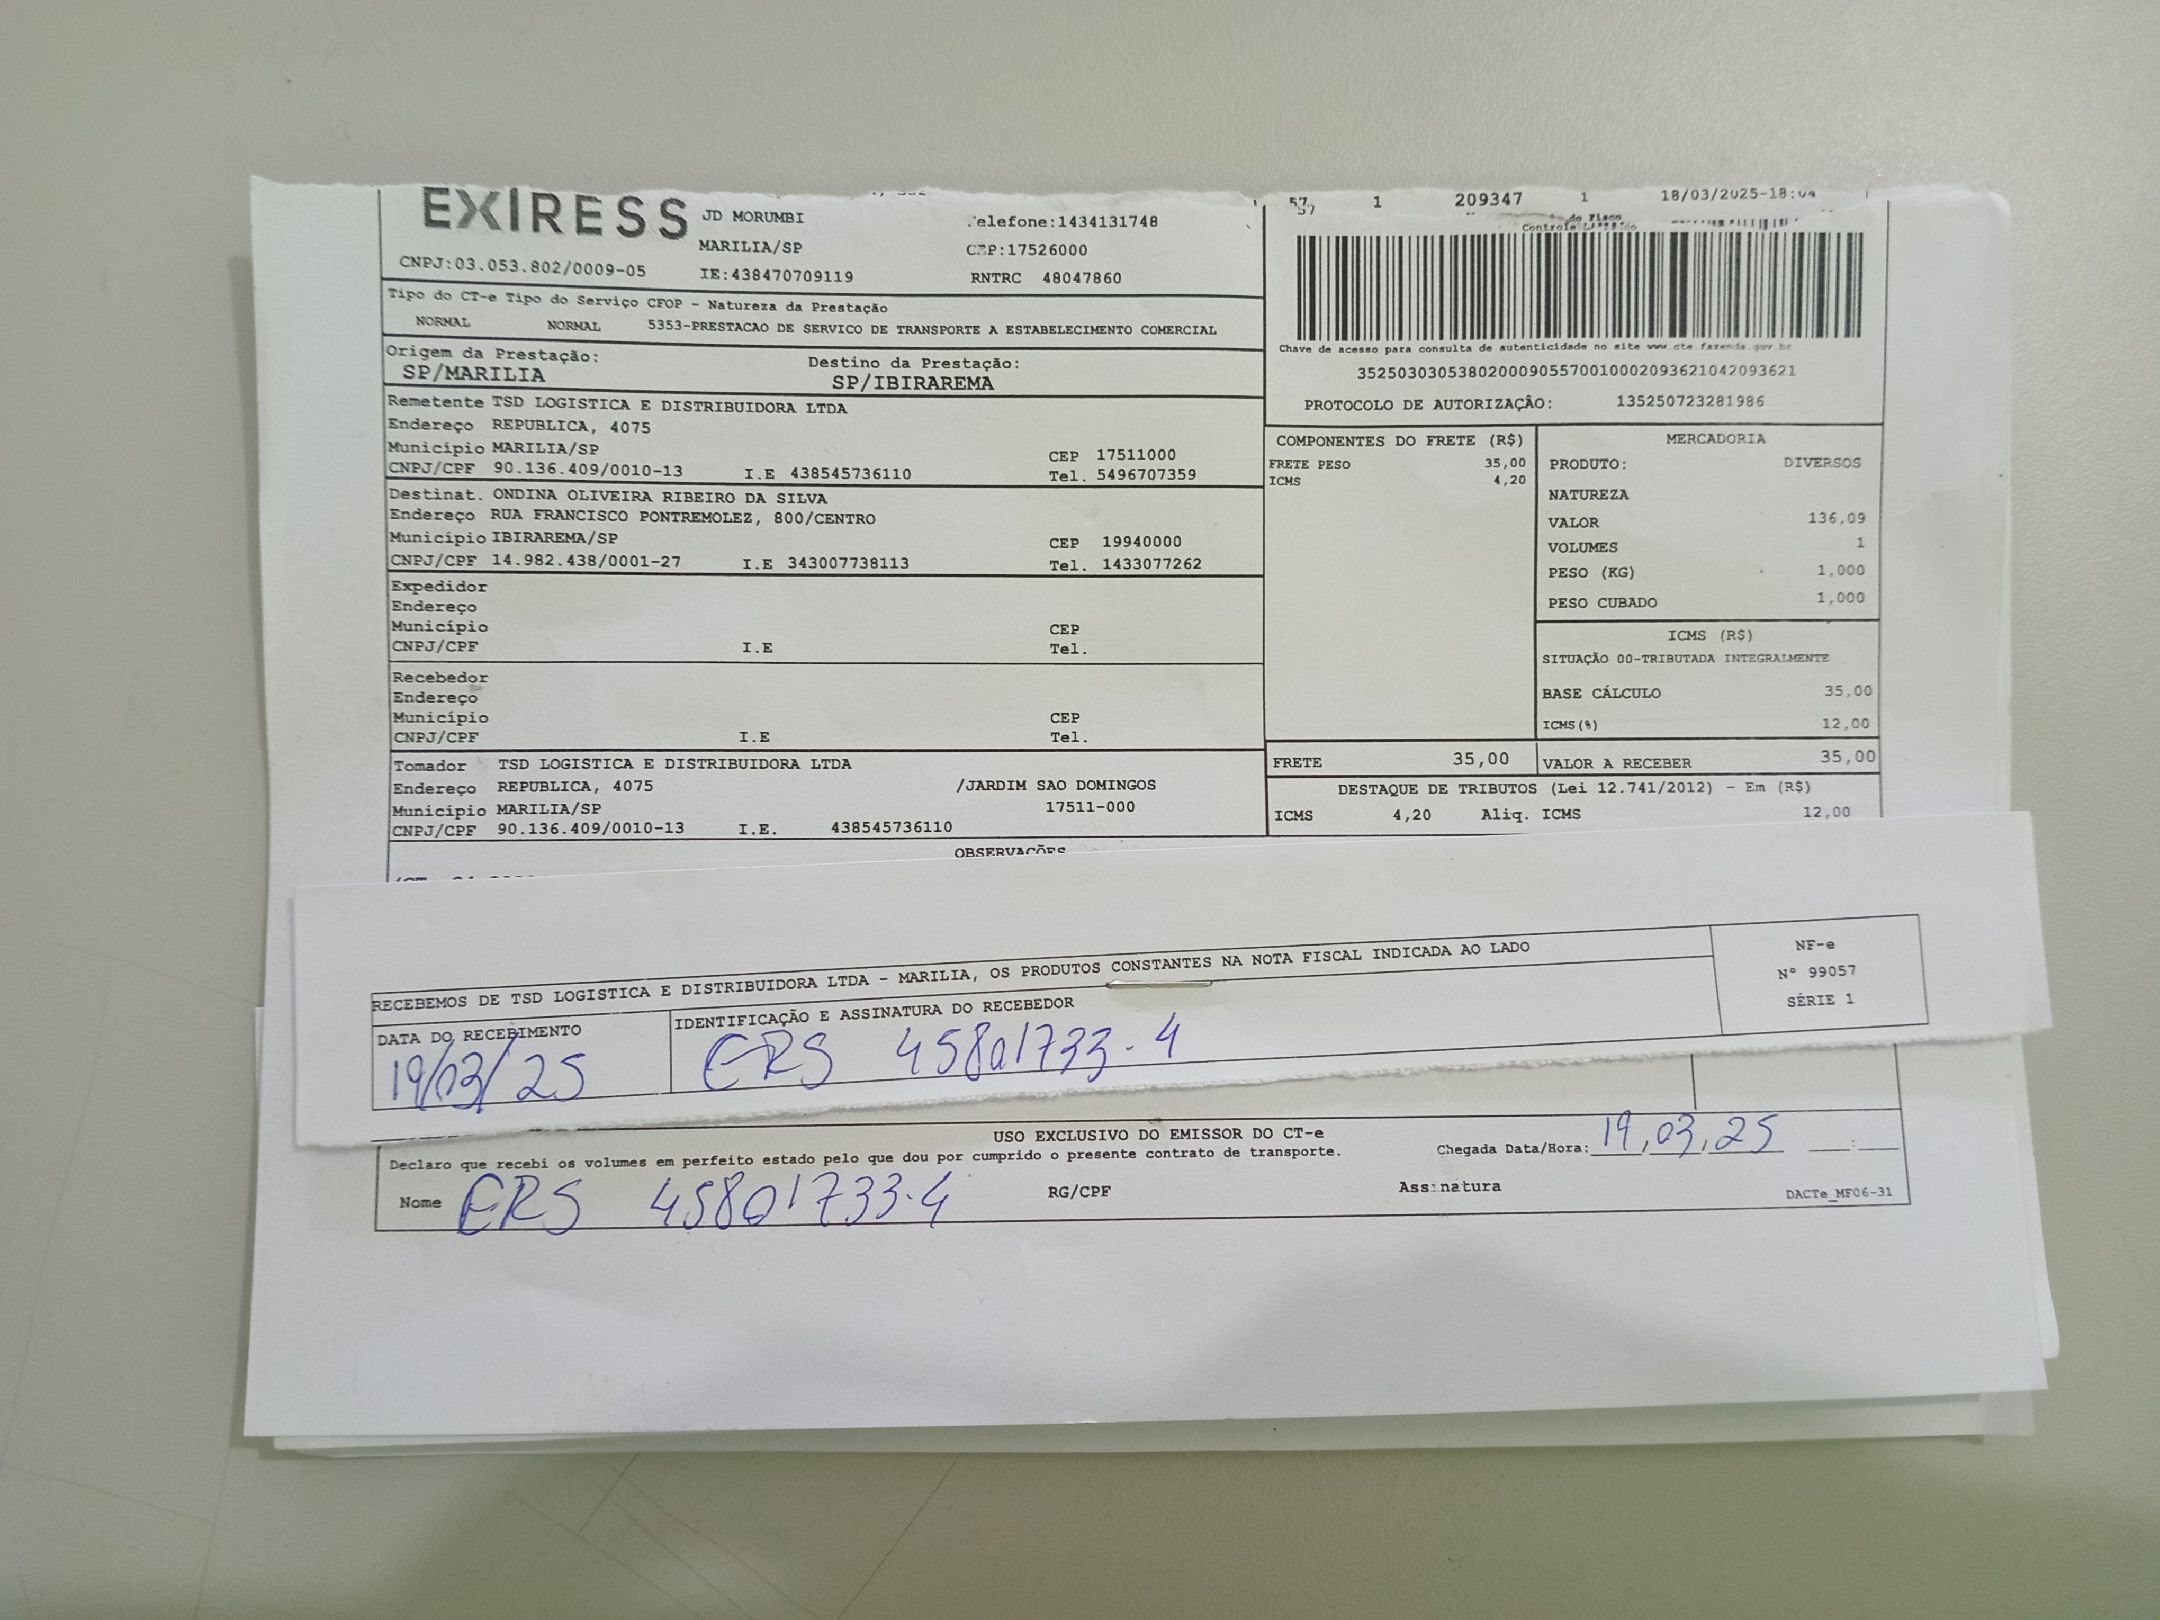 EXIRESS
JD MORUMBI
Telefone:1434131748
MARILIA/SP
CEP:17526000
CNPJ:03.053.802/0009-05
IE:438470709119
RNTRC 48047860
57 1 209347 1 18/03/2025-18:04
Tipo do CT-e Tipo do Serviço CFOP - Natureza da Prestação
NORMAL NORMAL 5353-PRESTACAO DE SERVICO DE TRANSPORTE A ESTABELECIMENTO COMERCIAL
Origem da Prestação: Destino da Prestação:
SP/MARILIA SP/IBIRAREMA
Chave de acesso para consulta de autenticidade no site www.cte.fazenda.gov.br
35250303053802000905570010002093621042093621
PROTOCOLO DE AUTORIZAÇÃO: 135250723281986
Remetente TSD LOGISTICA E DISTRIBUIDORA LTDA
Endereço REPUBLICA, 4075
Município MARILIA/SP CEP 17511000
CNPJ/CPF 90.136.409/0010-13 I.E 438545736110 Tel. 5496707359
Destinat. ONDINA OLIVEIRA RIBEIRO DA SILVA
Endereço RUA FRANCISCO PONTREMOLEZ, 800/CENTRO
Município IBIRAREMA/SP CEP 19940000
CNPJ/CPF 14.982.438/0001-27 I.E 343007738113 Tel. 1433077262
Expedidor
Endereço
Município CEP
CNPJ/CPF I.E Tel.
Recebedor
Endereço
Município CEP
CNPJ/CPF I.E Tel.
Tomador TSD LOGISTICA E DISTRIBUIDORA LTDA
Endereço REPUBLICA, 4075 /JARDIM SAO DOMINGOS
Município MARILIA/SP 17511-000
CNPJ/CPF 90.136.409/0010-13 I.E. 438545736110
COMPONENTES DO FRETE (R$)
FRETE PESO 35,00
ICMS 4,20
MERCADORIA
PRODUTO: DIVERSOS
NATUREZA
VALOR 136,09
VOLUMES 1
PESO (KG) 1,000
PESO CUBADO 1,000
ICMS (R$)
SITUAÇÃO 00-TRIBUTADA INTEGRALMENTE
BASE CÁLCULO 35,00
ICMS(%) 12,00
FRETE 35,00 VALOR A RECEBER 35,00
DESTAQUE DE TRIBUTOS (Lei 12.741/2012) - Em (R$)
ICMS 4,20 Aliq. ICMS 12,00
OBSERVAÇÕES
RECEBEMOS DE TSD LOGISTICA E DISTRIBUIDORA LTDA - MARILIA, OS PRODUTOS CONSTANTES NA NOTA FISCAL INDICADA AO LADO
NF-e
Nº 99057
SÉRIE 1
DATA DO RECEBIMENTO IDENTIFICAÇÃO E ASSINATURA DO RECEBEDOR
19/03/25 ERS 45801733-4
USO EXCLUSIVO DO EMISSOR DO CT-e
Declaro que recebi os volumes em perfeito estado pelo que dou por cumprido o presente contrato de transporte.
Chegada Data/Hora: 19,03,25 :
Nome ERS 45801733-4 RG/CPF Assinatura
DACTe_MF06-31